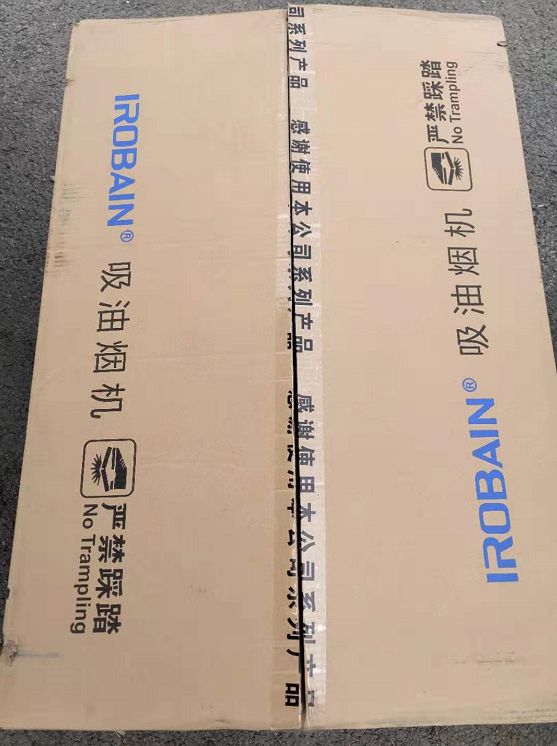 IROBAIN®
吸油烟机
严禁踩踏
No Trampling
司系列产品
感谢使用本公司系列产品
感谢使用本公司系列产品
严禁踩踏
No Trampling
吸油烟机
IROBAIN®